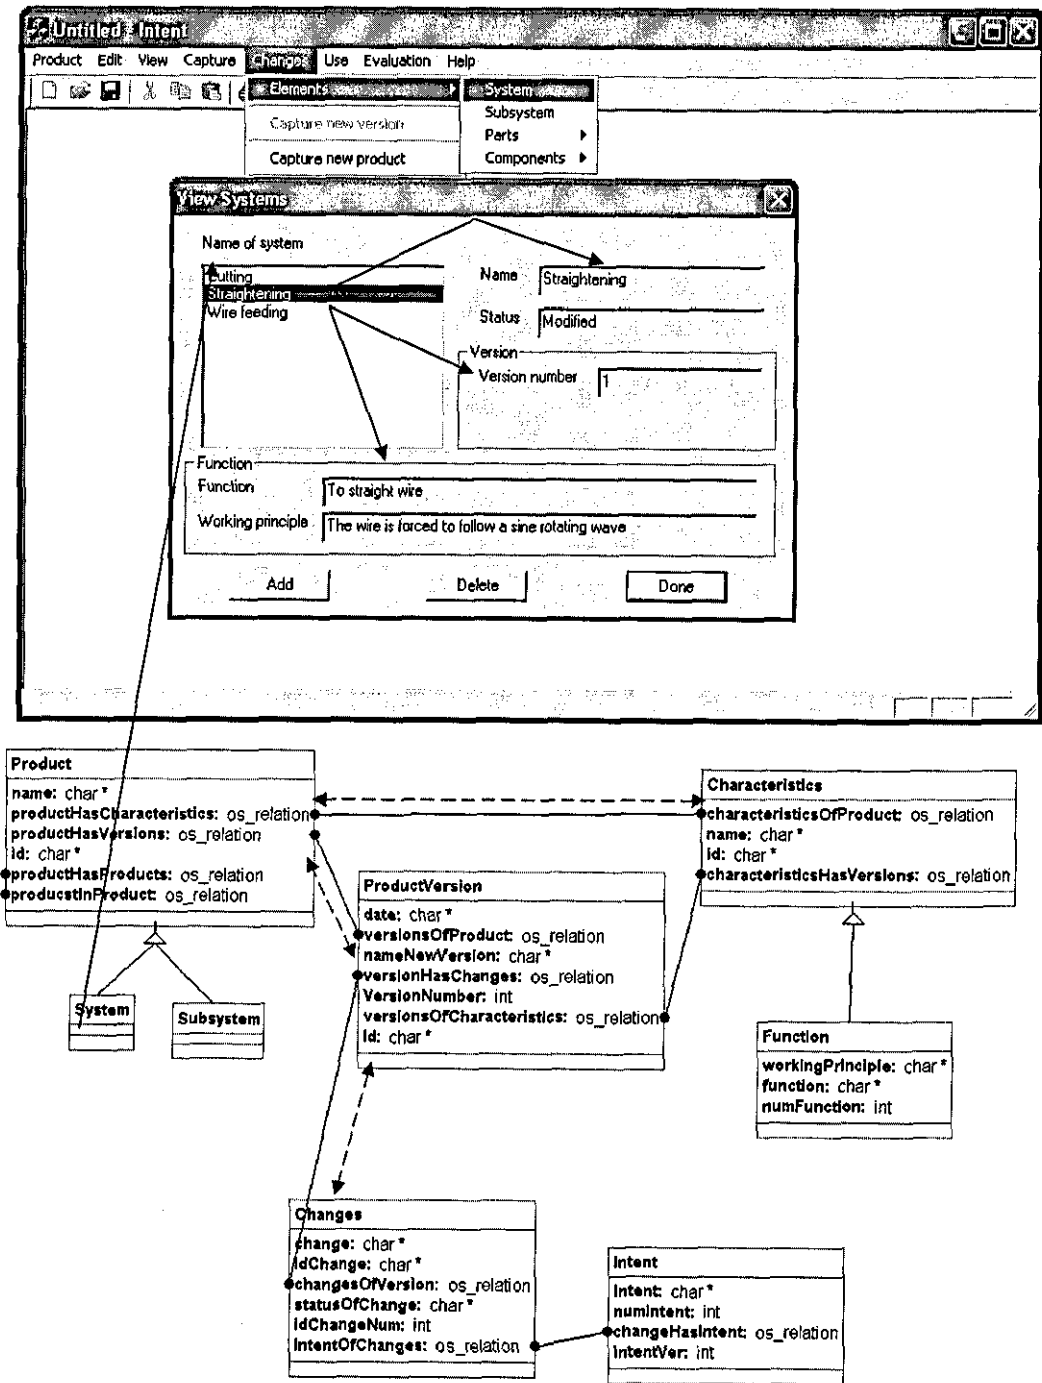 Untitled - Intent
Product Edit View Capture Changes Use Evaluation Help
Elements
System
Subsystem
Capture new version
Parts
Capture new product
Components
View Systems
Name of system
Cutting
Straightening
Wire feeding
Name Straightening
Status Modified
Version
Version number 1
Function
Function To straight wire
Working principle The wire is forced to follow a sine rotating wave
Add Delete Done
Product
name: char*
productHasCharacteristics: os_relation
productHasVersions: os_relation
id: char*
productHasProducts: os_relation
producstInProduct: os_relation
System
Subsystem
ProductVersion
date: char*
versionsOfProduct: os_relation
nameNewVersion: char*
versionHasChanges: os_relation
VersionNumber: int
versionsOfCharacteristics: os_relation
id: char*
Characteristics
characteristicsOfProduct: os_relation
name: char*
id: char*
characteristicsHasVersions: os_relation
Function
workingPrinciple: char*
function: char*
numFunction: int
Changes
change: char*
idChange: char*
changesOfVersion: os_relation
statusOfChange: char*
idChangeNum: int
IntentOfChanges: os_relation
Intent
Intent: char*
numIntent: int
changeHasIntent: os_relation
IntentVer: int